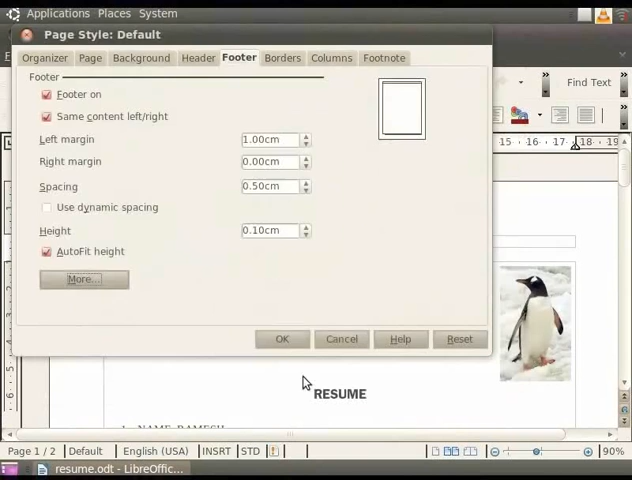 Applications Places System
Page Style: Default
Organizer Page Background Header Footer Borders Columns Footnote
Footer
Footer on
Same content left/right
Left margin 1.00cm
Right margin 0.00cm
Spacing 0.50cm
Use dynamic spacing
Height 0.10cm
AutoFit height
More...
OK Cancel Help Reset
Find Text
15 16 17 18 19
RESUME
1. NAME: RAMESH
Page 1 / 2 Default English (USA) INSRT STD 90%
resume.odt - LibreOffic...